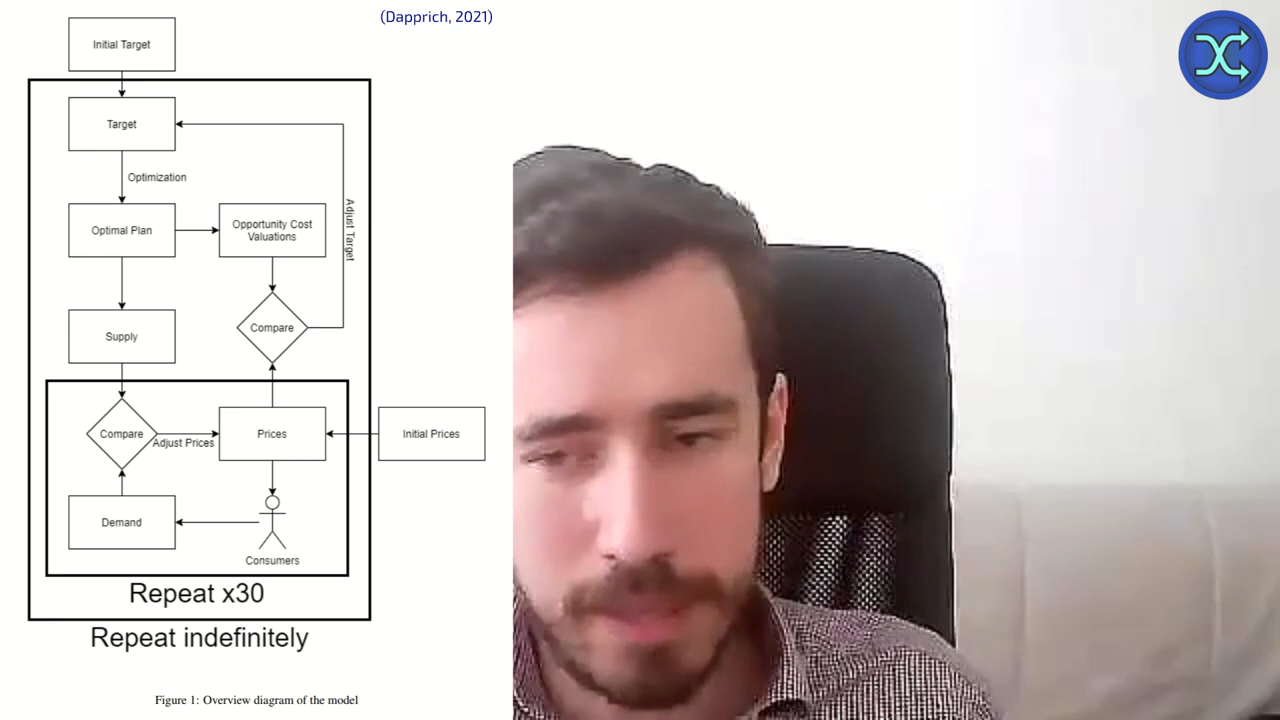 (Dapprich, 2021)
Initial Target
Target
Optimization
Optimal Plan
Opportunity Cost
Valuations
Adjust Target
Supply
Compare
Compare
Adjust Prices
Prices
Initial Prices
Demand
Consumers
Repeat x30
Repeat indefinitely
Figure 1: Overview diagram of the model